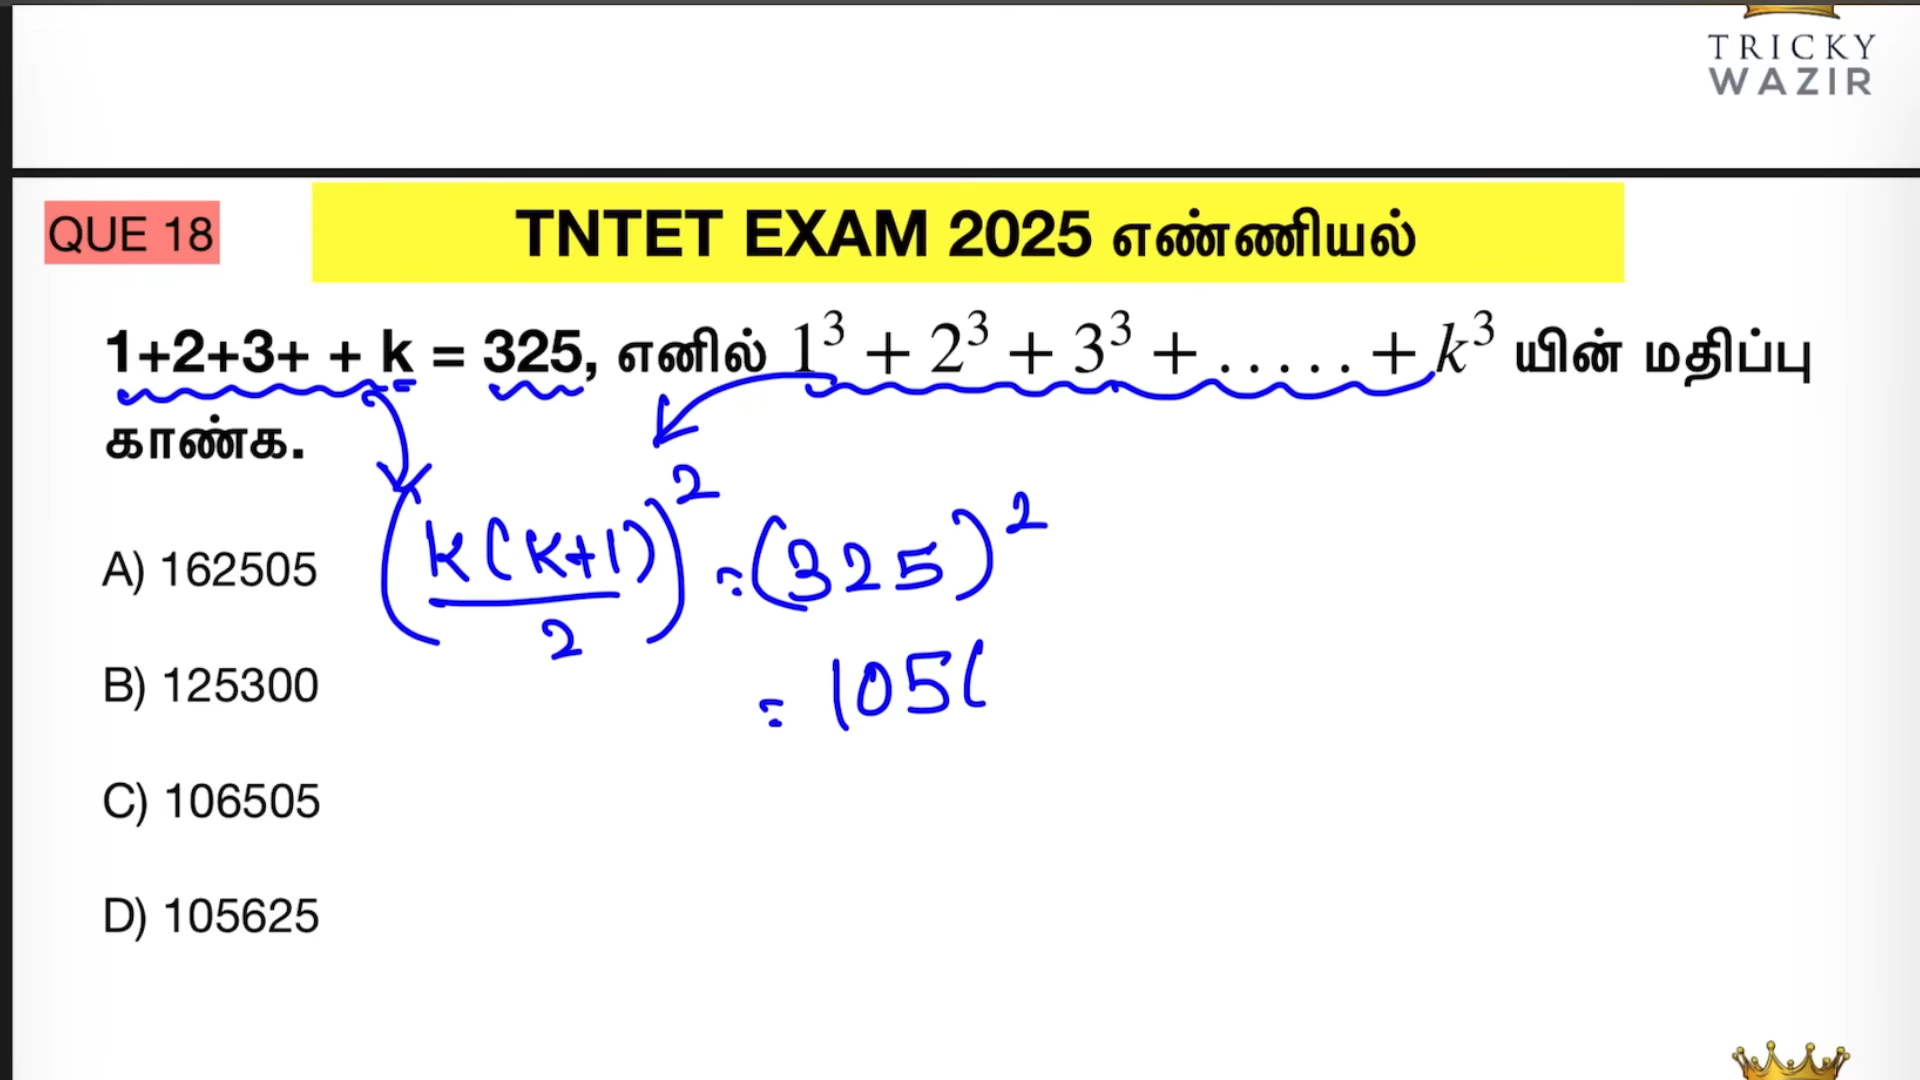 TRICKY
WAZIR
QUE 18
TNTET EXAM 2025 எண்ணியல்
1+2+3+ + k = 325, எனில் 1³ + 2³ + 3³ + ..... + k³ யின் மதிப்பு
காண்க.
(k(k+1)/2)² = (325)²
= 105
A) 162505
B) 125300
C) 106505
D) 105625